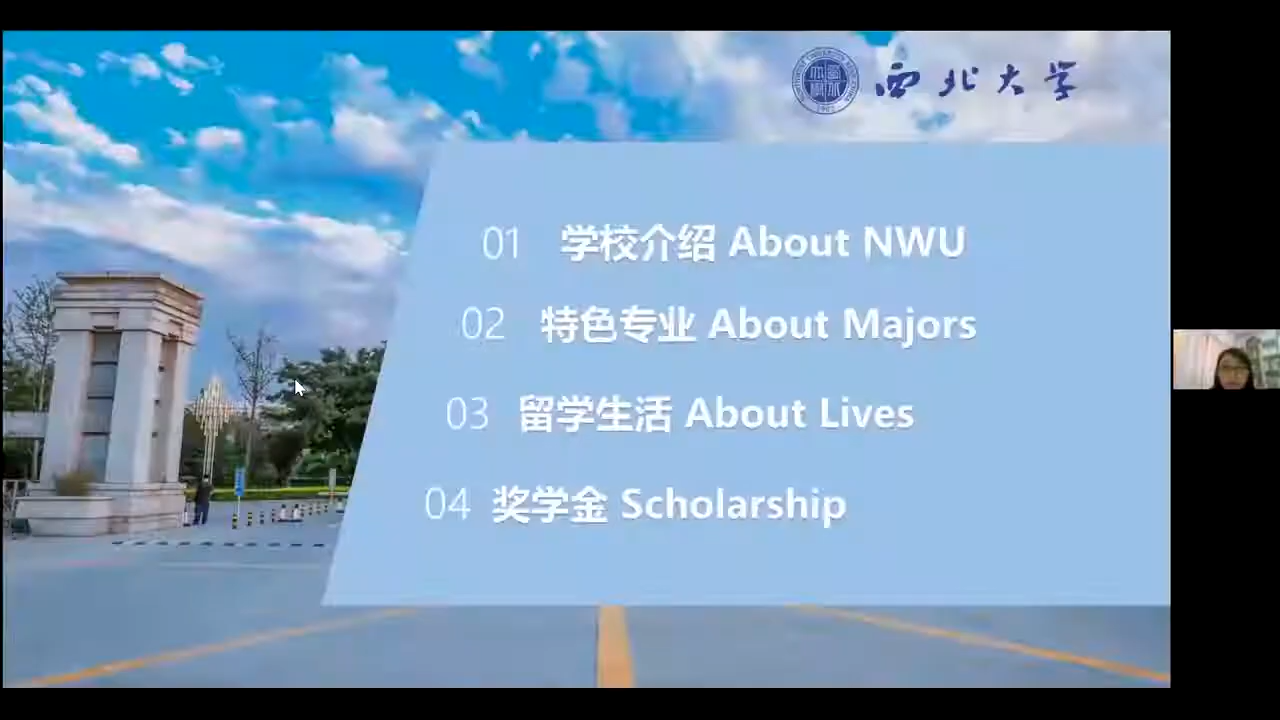 西北大学
01 学校介绍 About NWU
02 特色专业 About Majors
03 留学生活 About Lives
04 奖学金 Scholarship